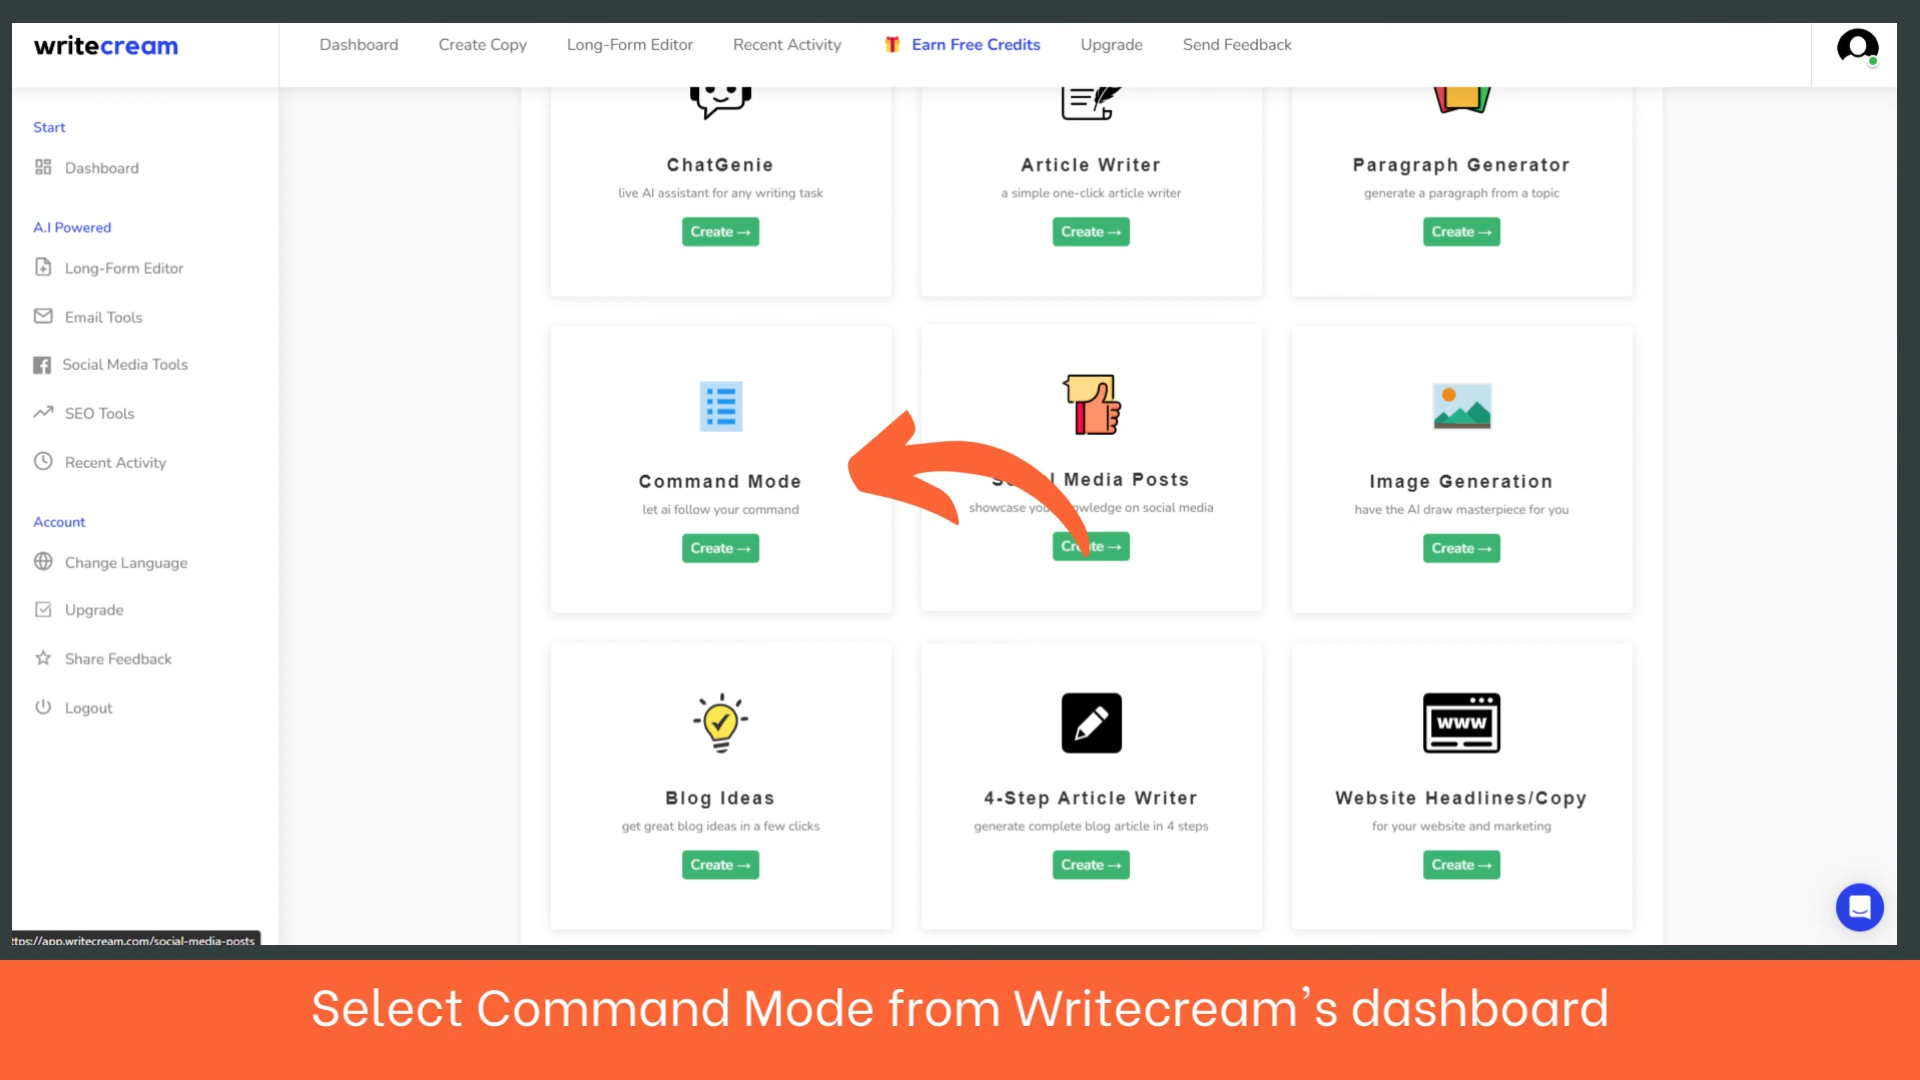 writecream
Dashboard
Create Copy
Long-Form Editor
Recent Activity
Earn Free Credits
Upgrade
Send Feedback
Start
Dashboard
A.I Powered
Long-Form Editor
Email Tools
Social Media Tools
SEO Tools
Recent Activity
Account
Change Language
Upgrade
Share Feedback
Logout
ChatGenie
live AI assistant for any writing task
Create →
Article Writer
a simple one-click article writer
Create →
Paragraph Generator
generate a paragraph from a topic
Create →
Command Mode
let ai follow your command
Create →
Media Posts
showcase on social media
Create →
Image Generation
have the AI draw masterpiece for you
Create →
Blog Ideas
get great blog ideas in a few clicks
Create →
4-Step Article Writer
generate complete blog article in 4 steps
Create →
www
Website Headlines/Copy
for your website and marketing
Create →
ttps://app.writecream.com/social-media-posts
Select Command Mode from Writecream's dashboard